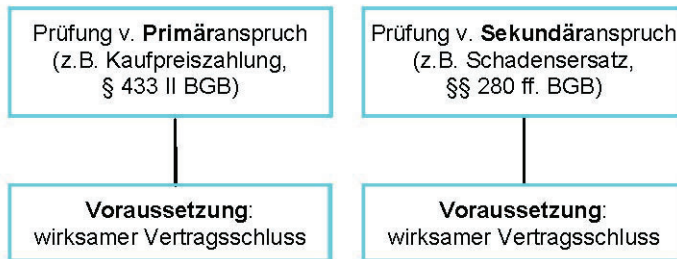 Prüfung v. Primäranspruch
(z.B. Kaufpreiszahlung,
§ 433 II BGB)
Prüfung v. Sekundäranspruch
(z.B. Schadensersatz,
§§ 280 ff. BGB)
Voraussetzung:
wirksamer Vertragsschluss
Voraussetzung:
wirksamer Vertragsschluss